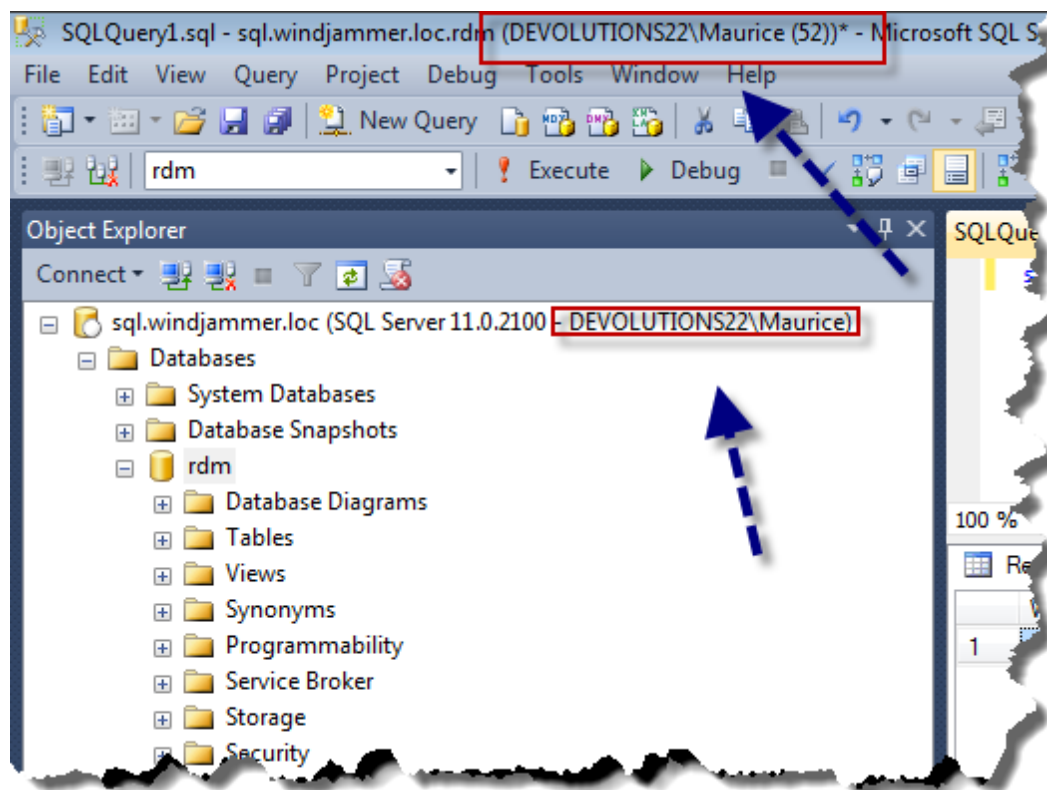 SQLQuery1.sql - sql.windjammer.loc.rdm (DEVOLUTIONS22\Maurice (52))* - Microsoft SQL S
File Edit View Query Project Debug Tools Window Help
New Query
rdm Execute Debug
Object Explorer
SQLQue
Connect
sql.windjammer.loc (SQL Server 11.0.2100 - DEVOLUTIONS22\Maurice)
Databases
System Databases
Database Snapshots
rdm
Database Diagrams
Tables
Views
Synonyms
Programmability
Service Broker
Storage
Security
100 %
Re
1